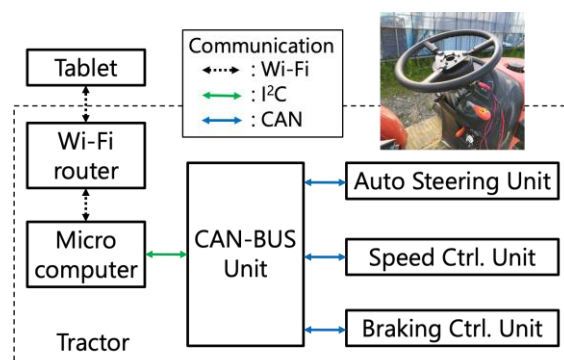 Communication
: Wi-Fi
: I²C
: CAN
Tablet
Wi-Fi
router
Micro
computer
CAN-BUS
Unit
Auto Steering Unit
Speed Ctrl. Unit
Braking Ctrl. Unit
Tractor